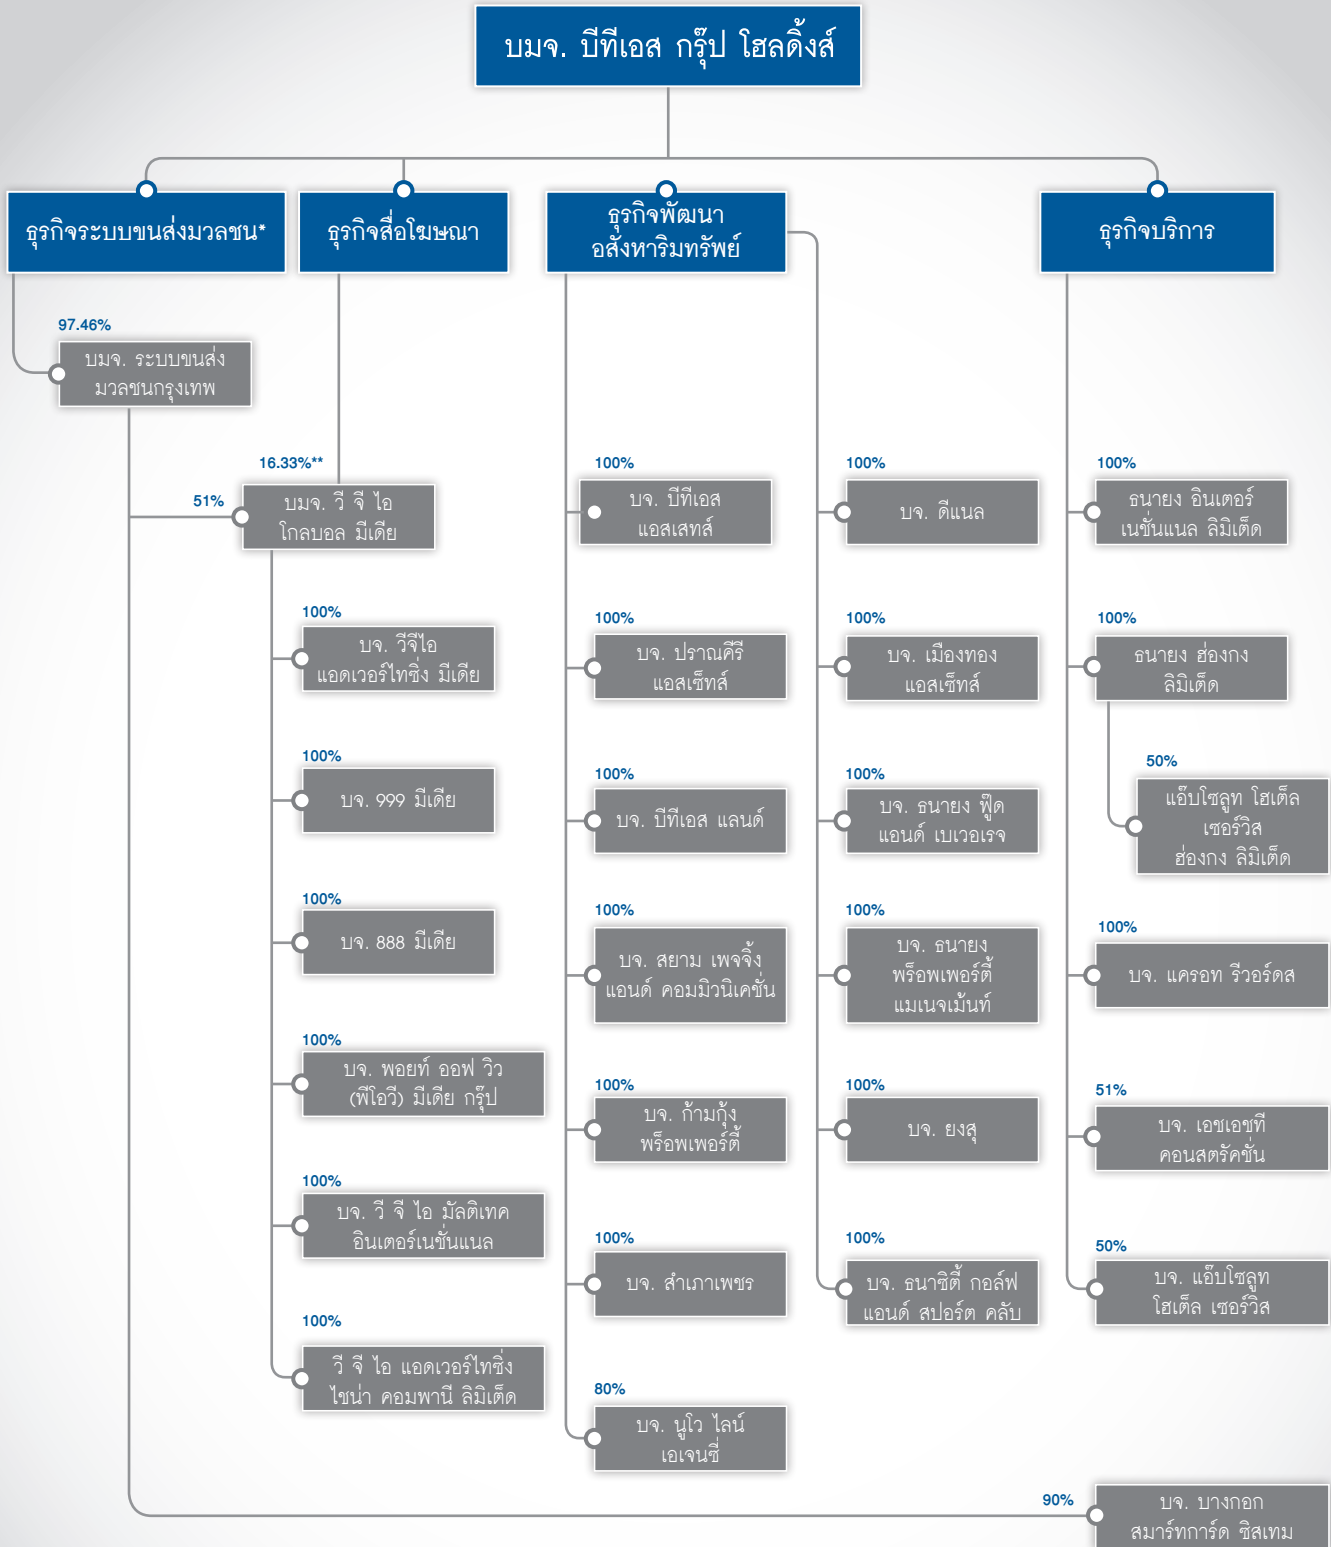 บมจ. บีทีเอส กรุ๊ป โฮลดิ้งส์
ธุรกิจระบบขนส่งมวลชน*
97.46%
บมจ. ระบบขนส่ง
มวลชนกรุงเทพ
ธุรกิจสื่อโฆษณา
16.33%**
51%
บมจ. วี จี ไอ
โกลบอล มีเดีย
100%
บจ. วีจีไอ
แอดเวอร์ไทซิ่ง มีเดีย
100%
บจ. 999 มีเดีย
100%
บจ. 888 มีเดีย
100%
บจ. พอยท์ ออฟ วิว
(พีโอวี) มีเดีย กรุ๊ป
100%
บจ. วี จี ไอ มัลติเทค
อินเตอร์เนชั่นแนล
100%
วี จี ไอ แอดเวอร์ไทซิ่ง
ไชน่า คอมพานี ลิมิเต็ด
ธุรกิจพัฒนา
อสังหาริมทรัพย์
100%
บจ. บีทีเอส
แอสเสทส์
100%
บจ. ปราณคีรี
แอสเซ็ทส์
100%
บจ. บีทีเอส แลนด์
100%
บจ. สยาม เพจจิ้ง
แอนด์ คอมมิวนิเคชั่น
100%
บจ. ก้ามกุ้ง
พร็อพเพอร์ตี้
100%
บจ. สำเภาเพชร
80%
บจ. นูโว ไลน์
เอเจนซี่
100%
บจ. ดีแนล
100%
บจ. เมืองทอง
แอสเซ็ทส์
100%
บจ. ธนายง ฟู๊ด
แอนด์ เบเวอเรจ
100%
บจ. ธนายง
พร็อพเพอร์ตี้
แมเนจเม้นท์
100%
บจ. ยงสุ
100%
บจ. ธนาซิตี้ กอล์ฟ
แอนด์ สปอร์ต คลับ
ธุรกิจบริการ
100%
ธนายง อินเตอร์
เนชั่นแนล ลิมิเต็ด
100%
ธนายง ฮ่องกง
ลิมิเต็ด
50%
แอ๊บโซลูท โฮเต็ล
เซอร์วิส
ฮ่องกง ลิมิเต็ด
100%
บจ. แครอท รีวอร์ดส
51%
บจ. เอชเอชที
คอนสตรัคชั่น
50%
บจ. แอ๊บโซลูท
โฮเต็ล เซอร์วิส
90%
บจ. บางกอก
สมาร์ทการ์ด ซิสเทม